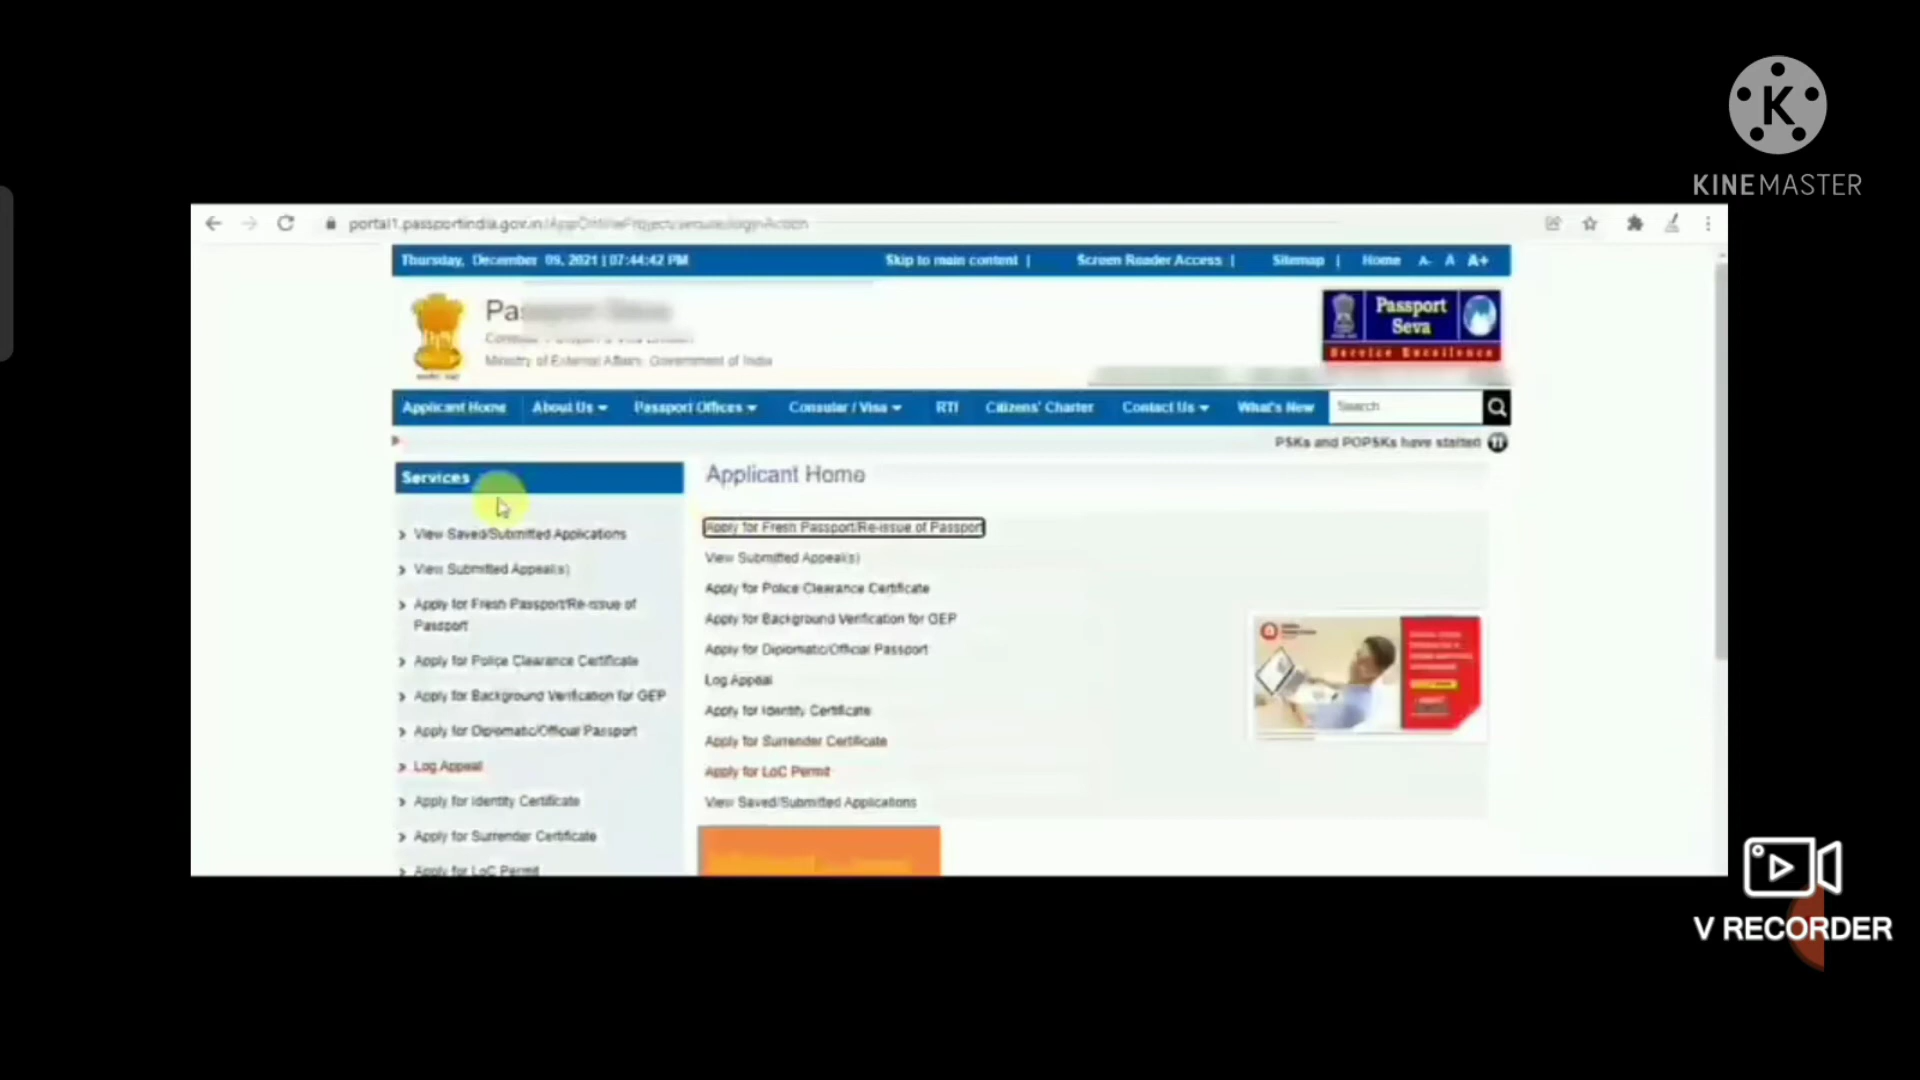 K
KINEMASTER
portal1.passportindia.gov.in/AppOnlineProject/secure/loginAction
Thursday, December 09, 2021 | 07:44:42 PM
Skip to main content |
Screen Reader Access |
Sitemap |
Home
A- A A+
Pa
Ministry of External Affairs, Government of India
Passport
Seva
Service Excellence
Applicant Home
About Us
Passport Offices
Consular / Visa
RTI
Citizens' Charter
Contact Us
What's New
Search
PSKs and POPSKs have started
Services
View Saved/Submitted Applications
View Submitted Appeal(s)
Apply for Fresh Passport/Re-issue of
Passport
Apply for Police Clearance Certificate
Apply for Background Verification for GEP
Apply for Diplomatic/Official Passport
Log Appeal
Apply for Identity Certificate
Apply for Surrender Certificate
Apply for LoC Permit
Applicant Home
Apply for Fresh Passport/Re-issue of Passport
View Submitted Appeal(s)
Apply for Police Clearance Certificate
Apply for Background Verification for GEP
Apply for Diplomatic/Official Passport
Log Appeal
Apply for Identity Certificate
Apply for Surrender Certificate
Apply for LoC Permit
View Saved/Submitted Applications
V RECORDER